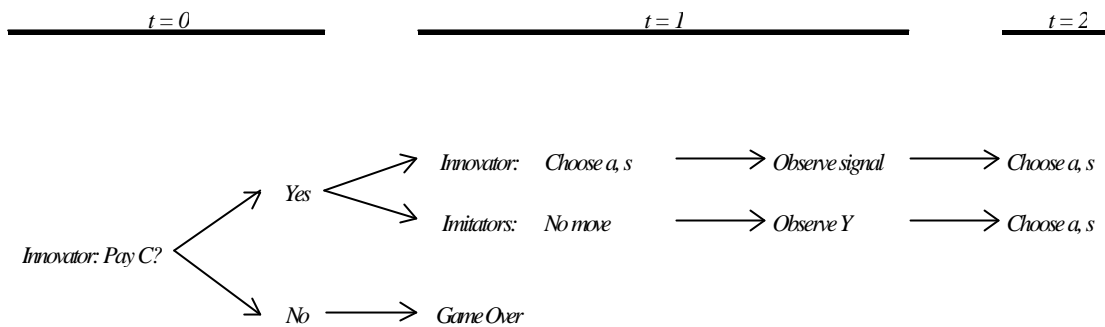 t = 0 t = 1 t = 2
Innovator: Choose a, s Observe signal Choose a, s
Yes
Imitators: No move Observe Y Choose a, s
Innovator: Pay C?
No Game Over